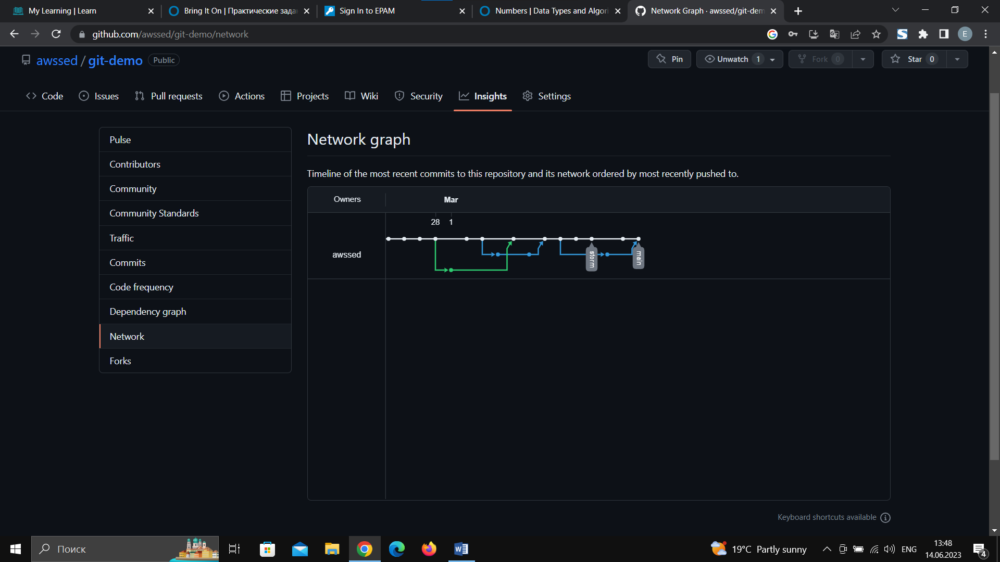 My Learning | Learn
Bring It On | Практические зада
Sign In to EPAM
Numbers | Data Types and Algori
Network Graph · awssed/git-dem
github.com/awssed/git-demo/network
E
awssed / git-demo Public
Pin
Unwatch 1
Fork 0
Star 0
Code
Issues
Pull requests
Actions
Projects
Wiki
Security
Insights
Settings
Pulse
Contributors
Community
Community Standards
Traffic
Commits
Code frequency
Dependency graph
Network
Forks
Network graph
Timeline of the most recent commits to this repository and its network ordered by most recently pushed to.
Owners
Mar
28 1
awssed
storm
main
Keyboard shortcuts available
Поиск
19°C Partly sunny
ENG
13:48
14.06.2023
4